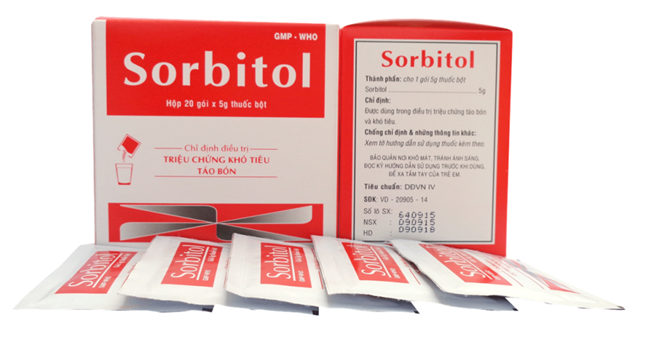 GMP - WHO
Sorbitol
Hộp 20 gói x 5g thuốc bột
Chỉ định điều trị
TRIỆU CHỨNG KHÓ TIÊU
TÁO BÓN
Sorbitol
Thành phần: cho 1 gói 5g thuốc bột
Sorbitol ........................................ 5g
Chỉ định:
Được dùng trong điều trị triệu chứng táo bón
và khó tiêu.
Chống chỉ định & những thông tin khác:
Xem tờ hướng dẫn sử dụng thuốc kèm theo.
BẢO QUẢN NƠI KHÔ MÁT, TRÁNH ÁNH SÁNG.
ĐỌC KỸ HƯỚNG DẪN SỬ DỤNG TRƯỚC KHI DÙNG.
ĐỂ XA TẦM TAY CỦA TRẺ EM.
Tiêu chuẩn: DĐVN IV
SĐK: VD - 20905 - 14
Số lô SX: 640915
NSX : 090915
HD : 090918
Sorbitol
Sorbitol
Sorbitol
Sorbitol
Sorbitol